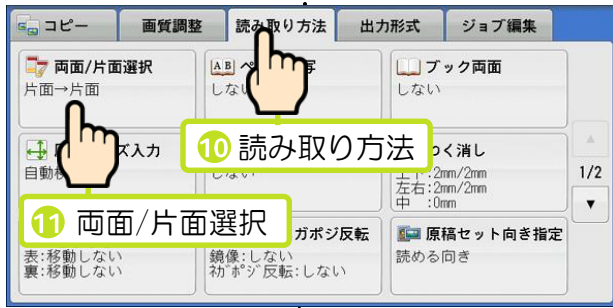 コピー
画質調整
読み取り方法
出力形式
ジョブ編集
両面/片面選択
片面→片面
ペ
しない
ブック両面
しない
⑩ 読み取り方法
ズ入力
自動
しない
く消し
上下:2mm/2mm
左右:2mm/2mm
中 :0mm
1/2
⑪ 両面/片面選択
表:移動しない
裏:移動しない
ガポジ反転
鏡像:しない
ネガポジ反転:しない
原稿セット向き指定
読める向き